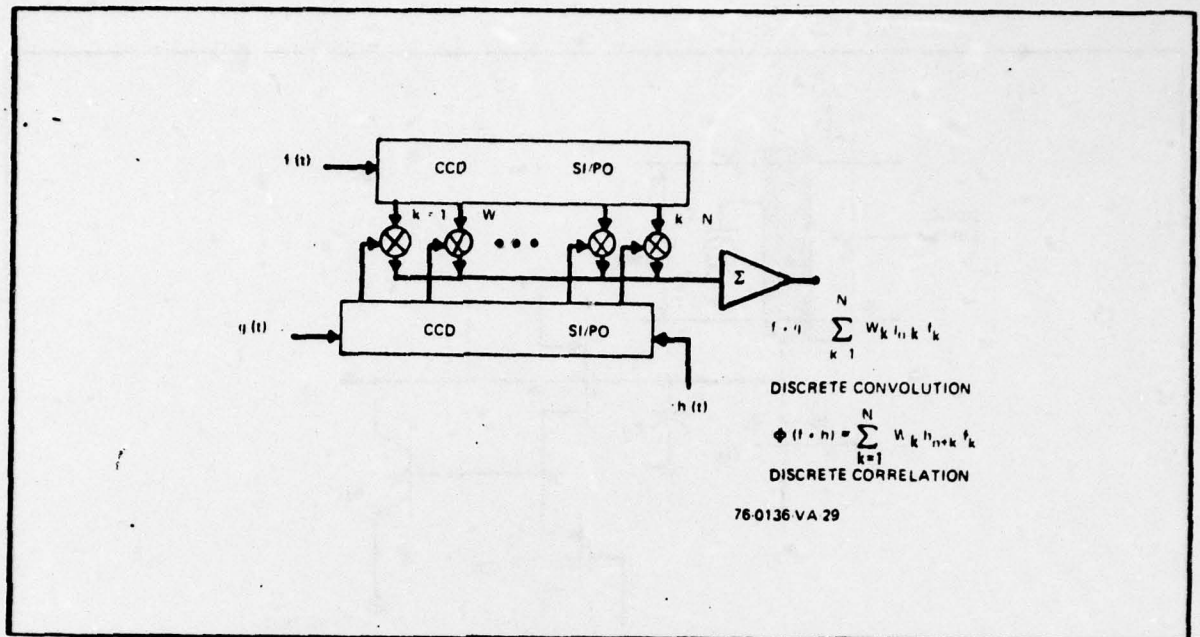 f (t)
CCD SI/PO
k = 1 W k N
• • •
Σ
g (t)
CCD SI/PO
h (t)
N
Σ W k f k
k 1
DISCRETE CONVOLUTION
N
Φ (f • h) = Σ W k h n+k f k
k=1
DISCRETE CORRELATION
76-0136-VA 29